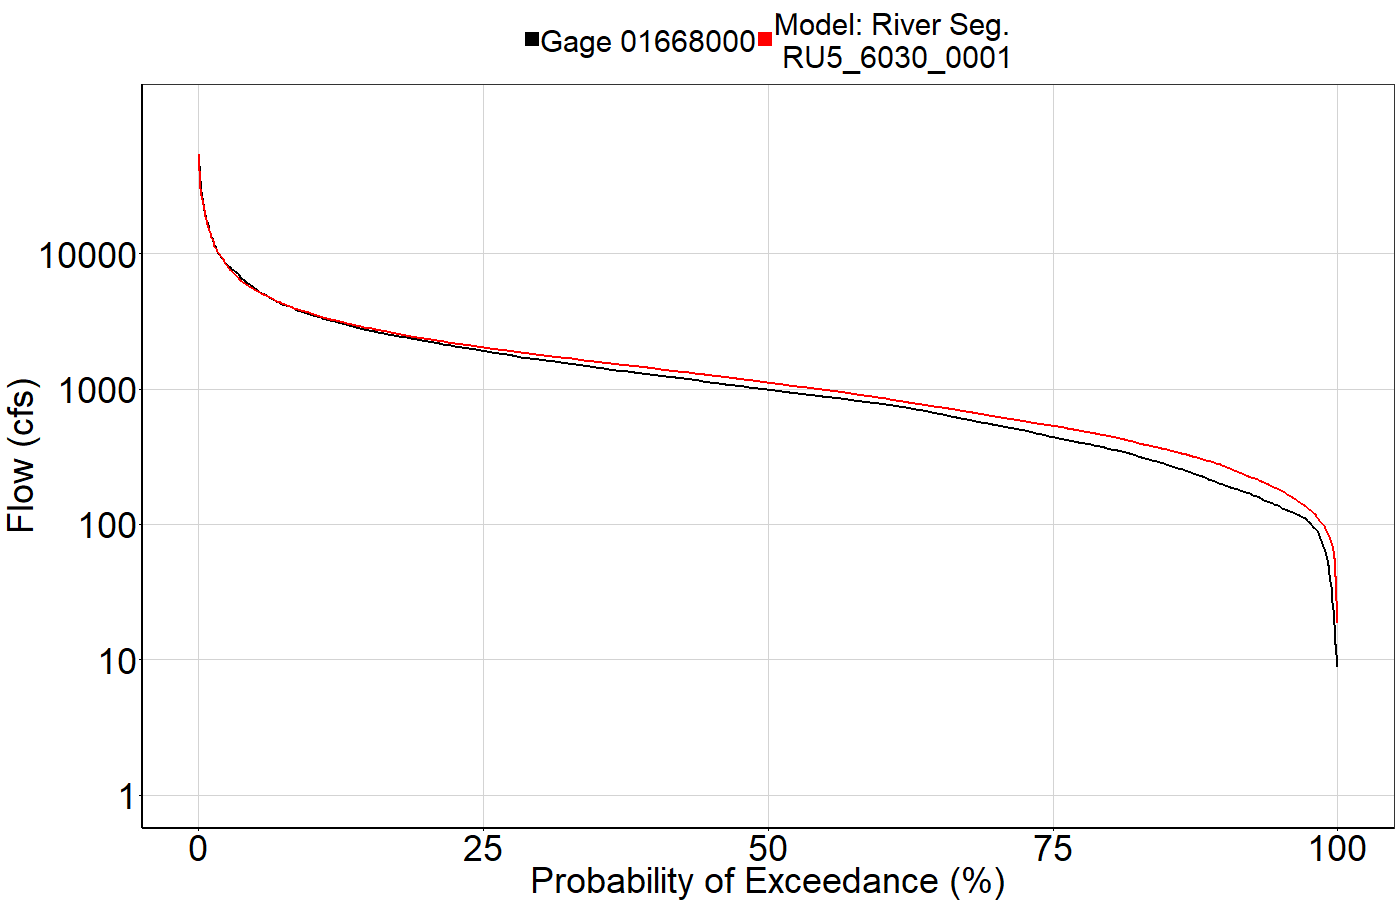 Gage 01668000
Model: River Seg.
RU5_6030_0001
Flow (cfs)
10000
1000
100
10
1
0 25 50 75 100
Probability of Exceedance (%)